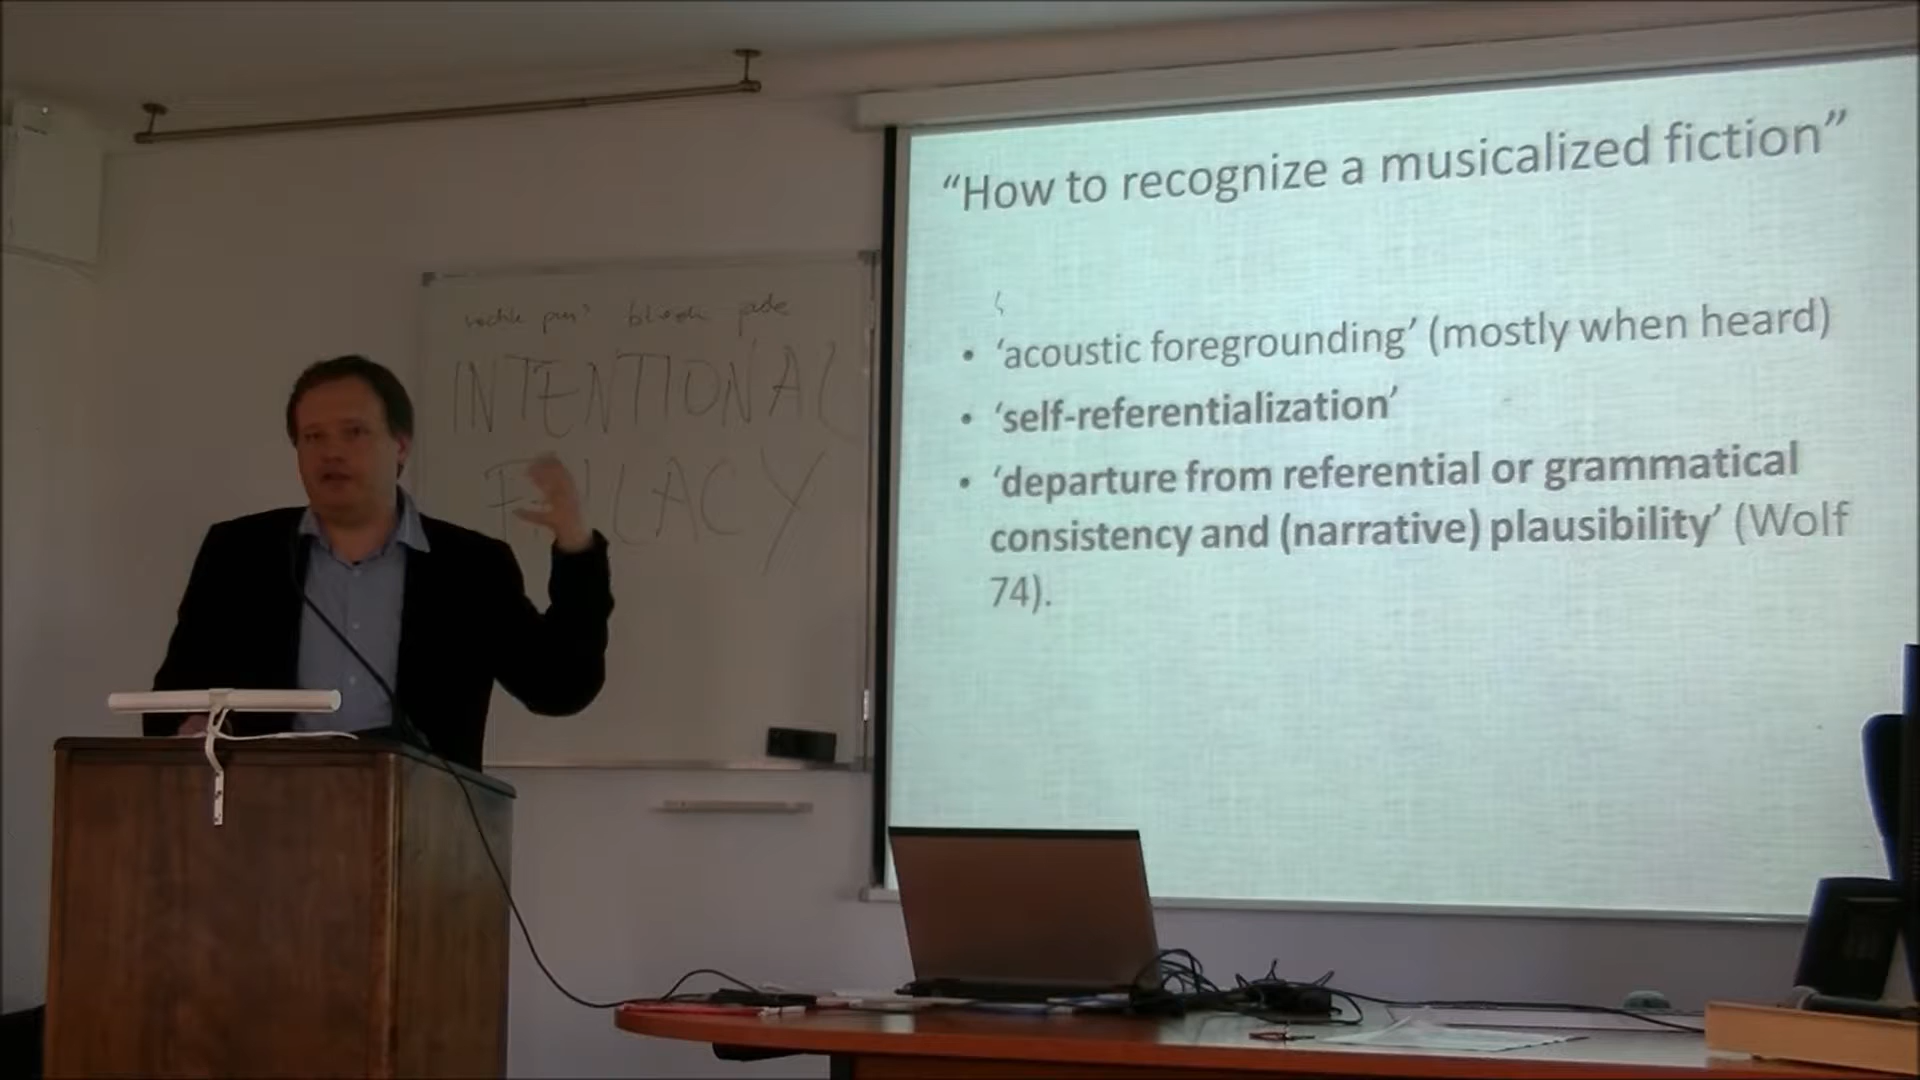 INTENTIONAL
FALLACY
“How to recognize a musicalized fiction”
• ‘acoustic foregrounding’ (mostly when heard)
• ‘self-referentialization’
• ‘departure from referential or grammatical
consistency and (narrative) plausibility’ (Wolf
74).